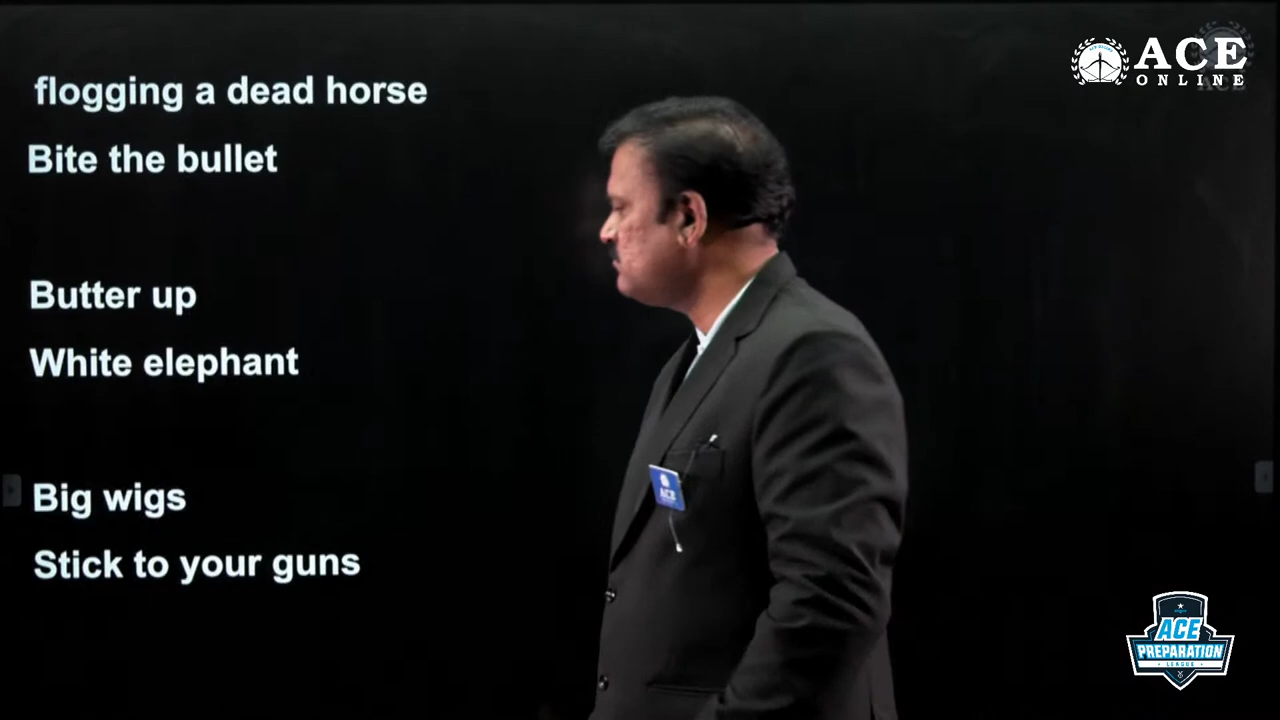 flogging a dead horse
Bite the bullet
Butter up
White elephant
Big wigs
Stick to your guns
ACE
ONLINE
ACE
ACE
ACE
PREPARATION
LEAGUE